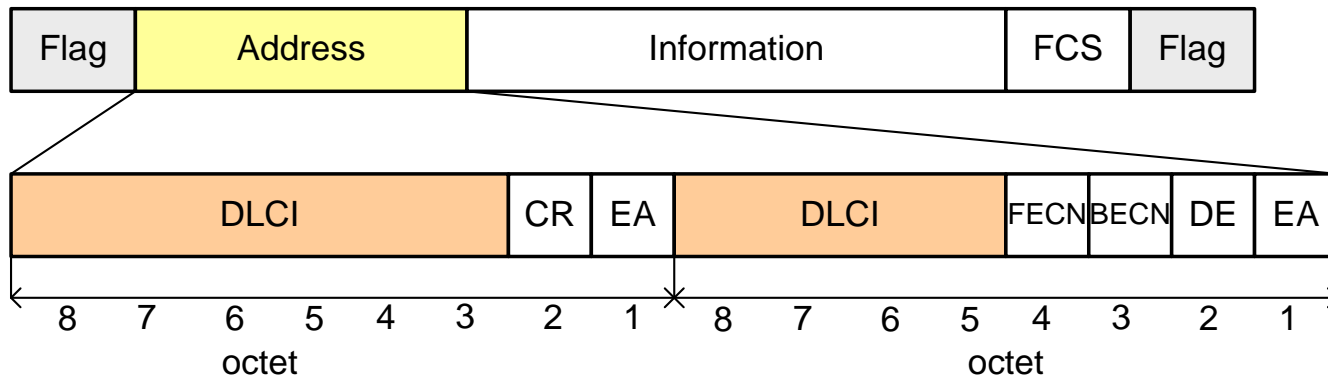 Flag Address Information FCS Flag
DLCI CR EA DLCI FECN BECN DE EA
8 7 6 5 4 3 2 1 8 7 6 5 4 3 2 1
octet octet